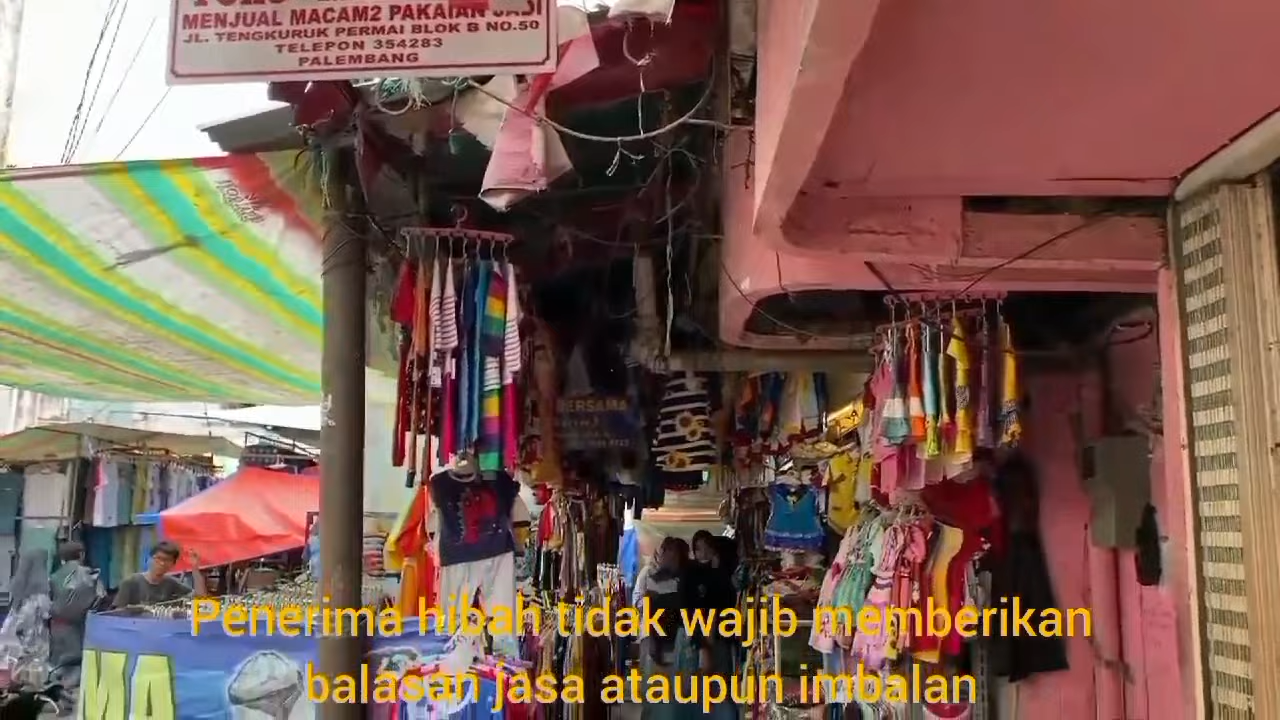 MENJUAL MACAM2 PAKAIAN JADI
JL. TENGKURUK PERMAI BLOK B NO.50
TELEPON 354283
PALEMBANG
BERSAMA
MA
Penerima hibah tidak wajib memberikan
balasan jasa ataupun imbalan